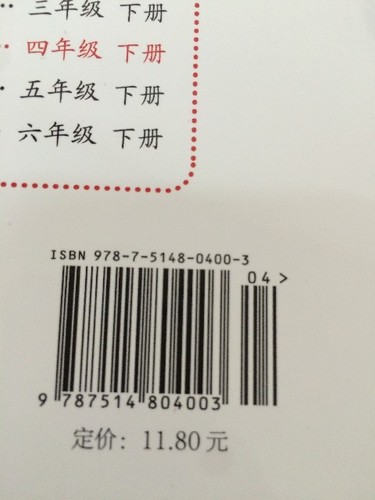 三年级 下册
四年级 下册
五年级 下册
六年级 下册
ISBN 978-7-5148-0400-3
04>
9 787514 804003
定价：11.80元